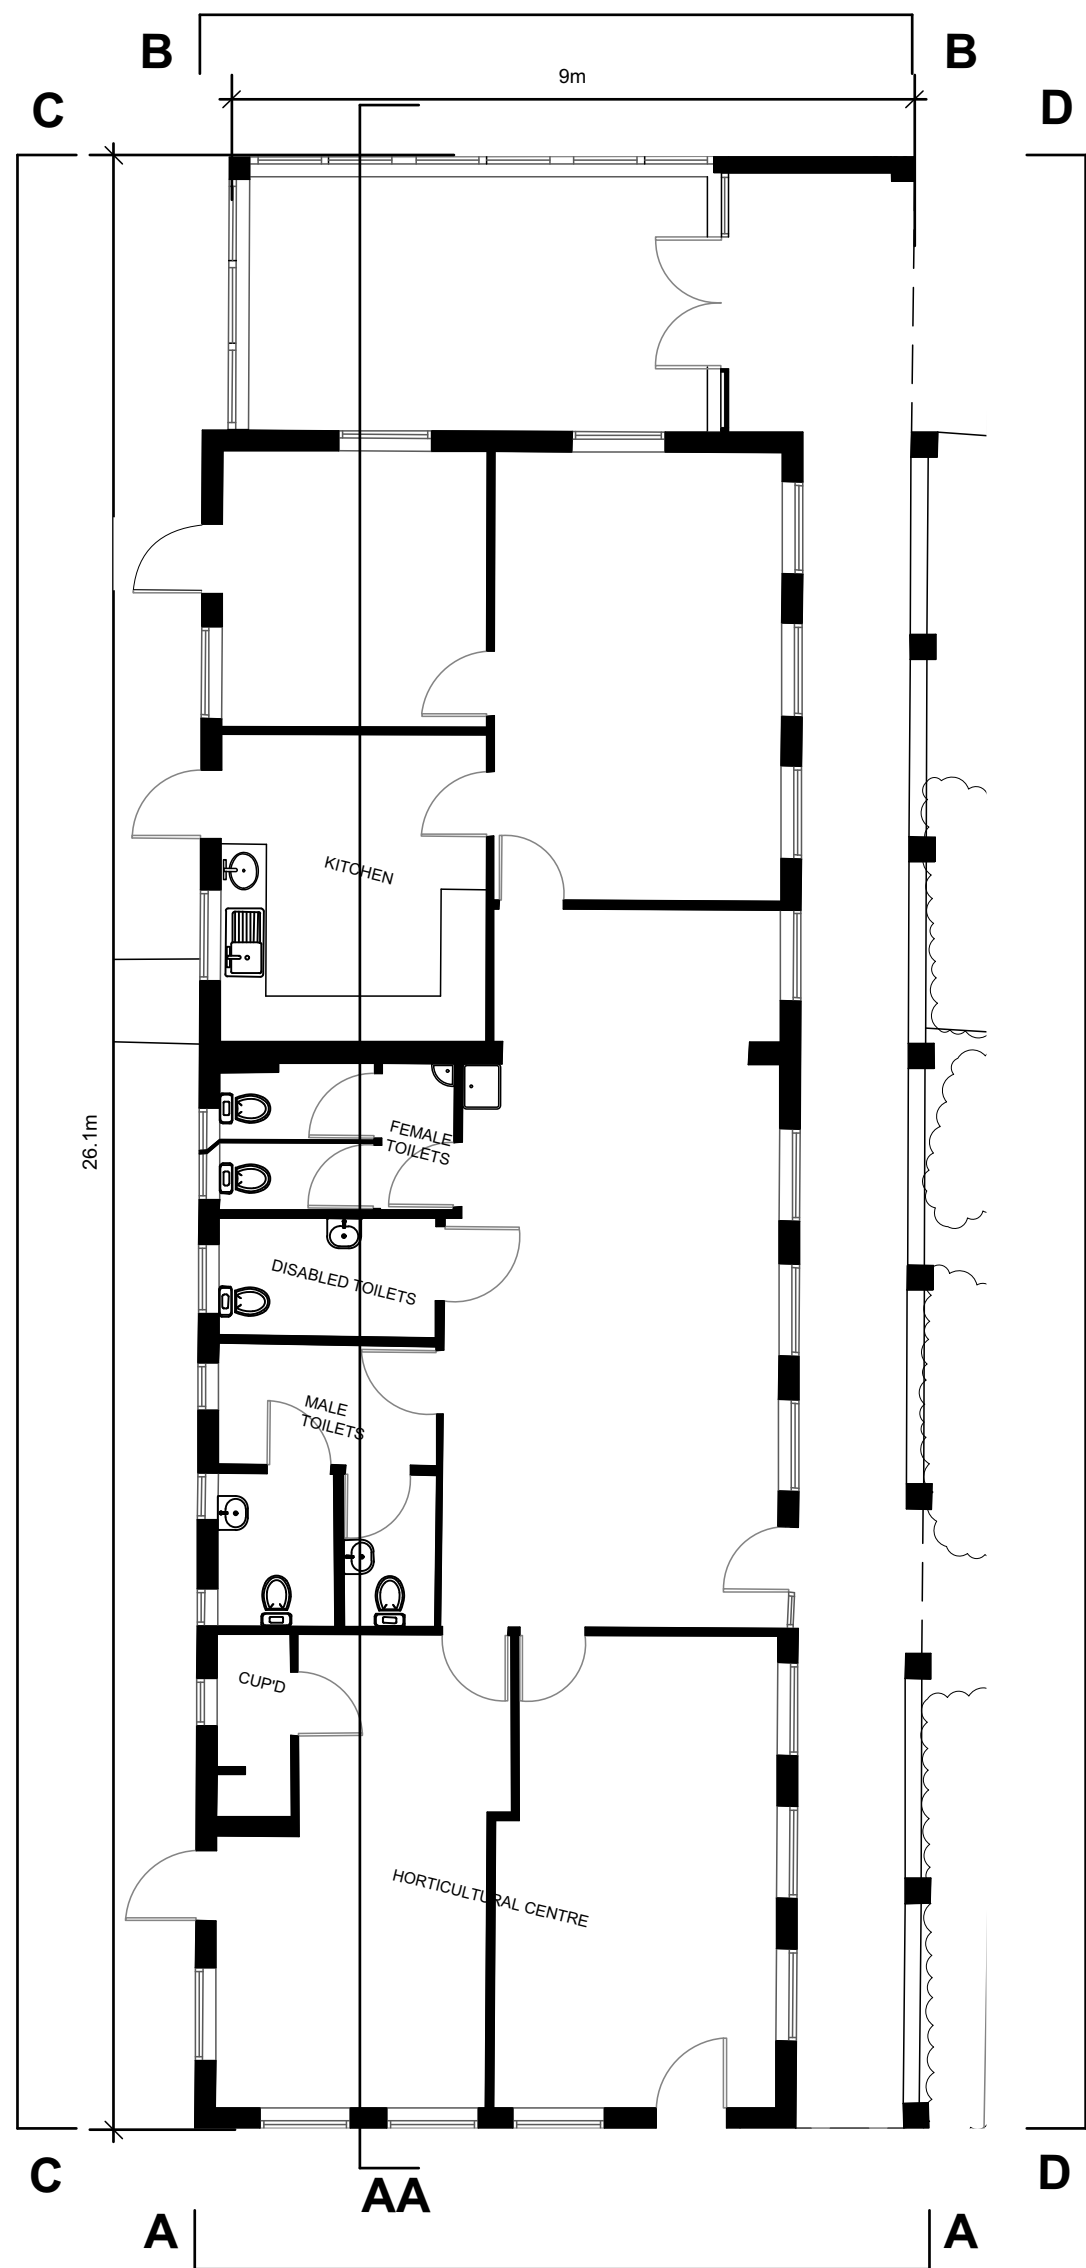 B
B
9m
C
D
KITCHEN
26.1m
FEMALE
TOILETS
DISABLED TOILETS
MALE
TOILETS
CUP'D
HORTICULTURAL CENTRE
C
D
AA
A
A